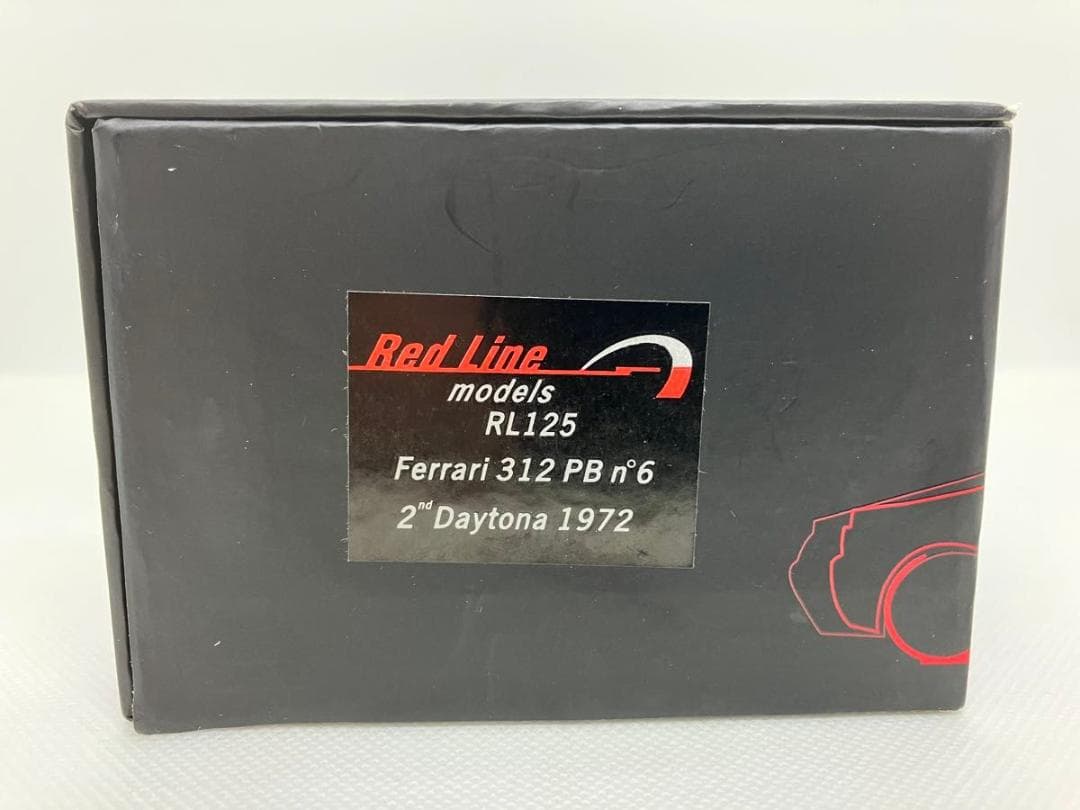 Red Line
models
RL125
Ferrari 312 PB n°6
2nd Daytona 1972